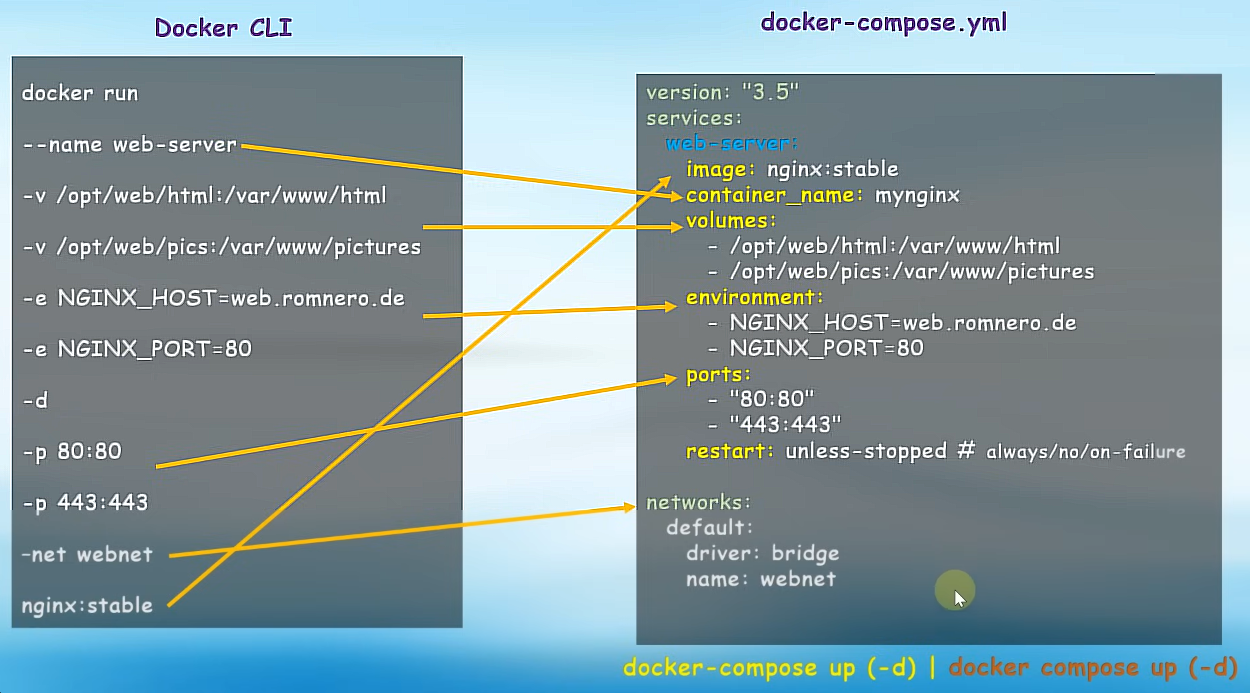 Docker CLI
docker run
--name web-server
-v /opt/web/html:/var/www/html
-v /opt/web/pics:/var/www/pictures
-e NGINX_HOST=web.romnero.de
-e NGINX_PORT=80
-d
-p 80:80
-p 443:443
-net webnet
nginx:stable
docker-compose.yml
version: "3.5"
services:
web-server:
image: nginx:stable
container_name: mynginx
volumes:
- /opt/web/html:/var/www/html
- /opt/web/pics:/var/www/pictures
environment:
- NGINX_HOST=web.romnero.de
- NGINX_PORT=80
ports:
- "80:80"
- "443:443"
restart: unless-stopped # always/no/on-failure
networks:
default:
driver: bridge
name: webnet
docker-compose up (-d) | docker compose up (-d)